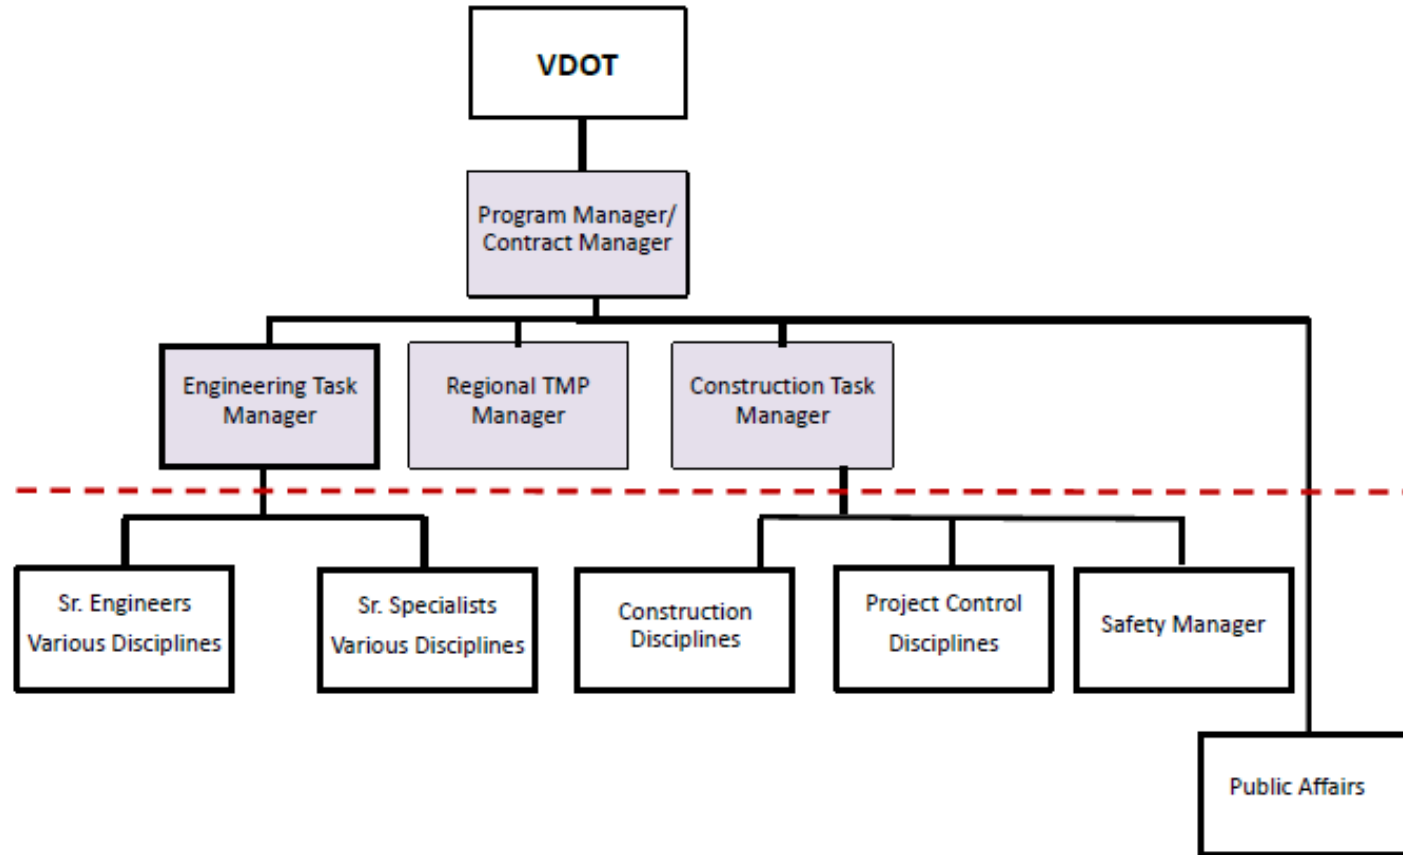 VDOT
Program Manager/
Contract Manager
Engineering Task
Manager
Regional TMP
Manager
Construction Task
Manager
Sr. Engineers
Various Disciplines
Sr. Specialists
Various Disciplines
Construction
Disciplines
Project Control
Disciplines
Safety Manager
Public Affairs